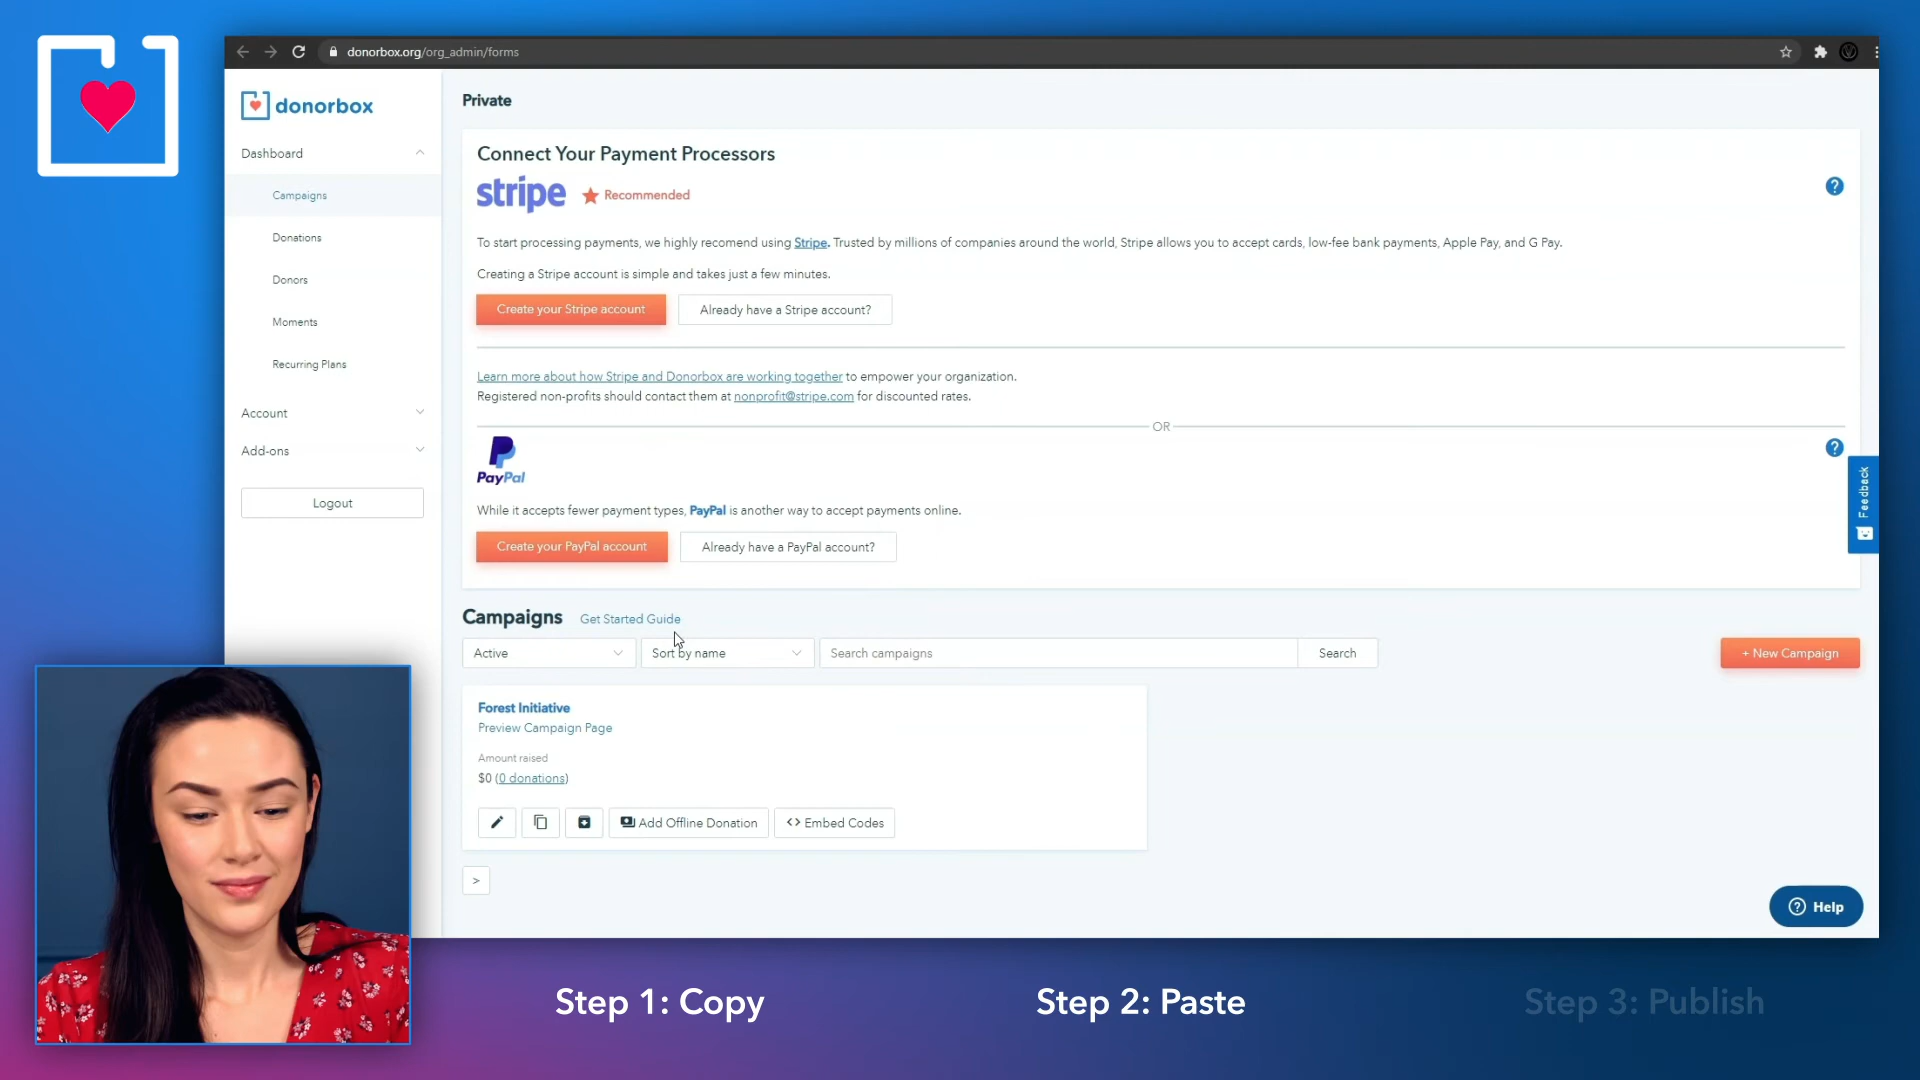 donorbox.org/org_admin/forms
donorbox
Dashboard
Campaigns
Donations
Donors
Moments
Recurring Plans
Account
Add-ons
Logout
Private
Connect Your Payment Processors
stripe
Recommended
?
To start processing payments, we highly recomend using Stripe. Trusted by millions of companies around the world, Stripe allows you to accept cards, low-fee bank payments, Apple Pay, and G Pay.
Creating a Stripe account is simple and takes just a few minutes.
Create your Stripe account
Already have a Stripe account?
Learn more about how Stripe and Donorbox are working together to empower your organization.
Registered non-profits should contact them at nonprofit@stripe.com for discounted rates.
OR
PayPal
?
While it accepts fewer payment types, PayPal is another way to accept payments online.
Create your PayPal account
Already have a PayPal account?
Feedback
Campaigns
Get Started Guide
Active
Sort by name
Search campaigns
Search
+ New Campaign
Forest Initiative
Preview Campaign Page
Amount raised
$0 (0 donations)
Add Offline Donation
<> Embed Codes
>
? Help
Step 1: Copy
Step 2: Paste
Step 3: Publish